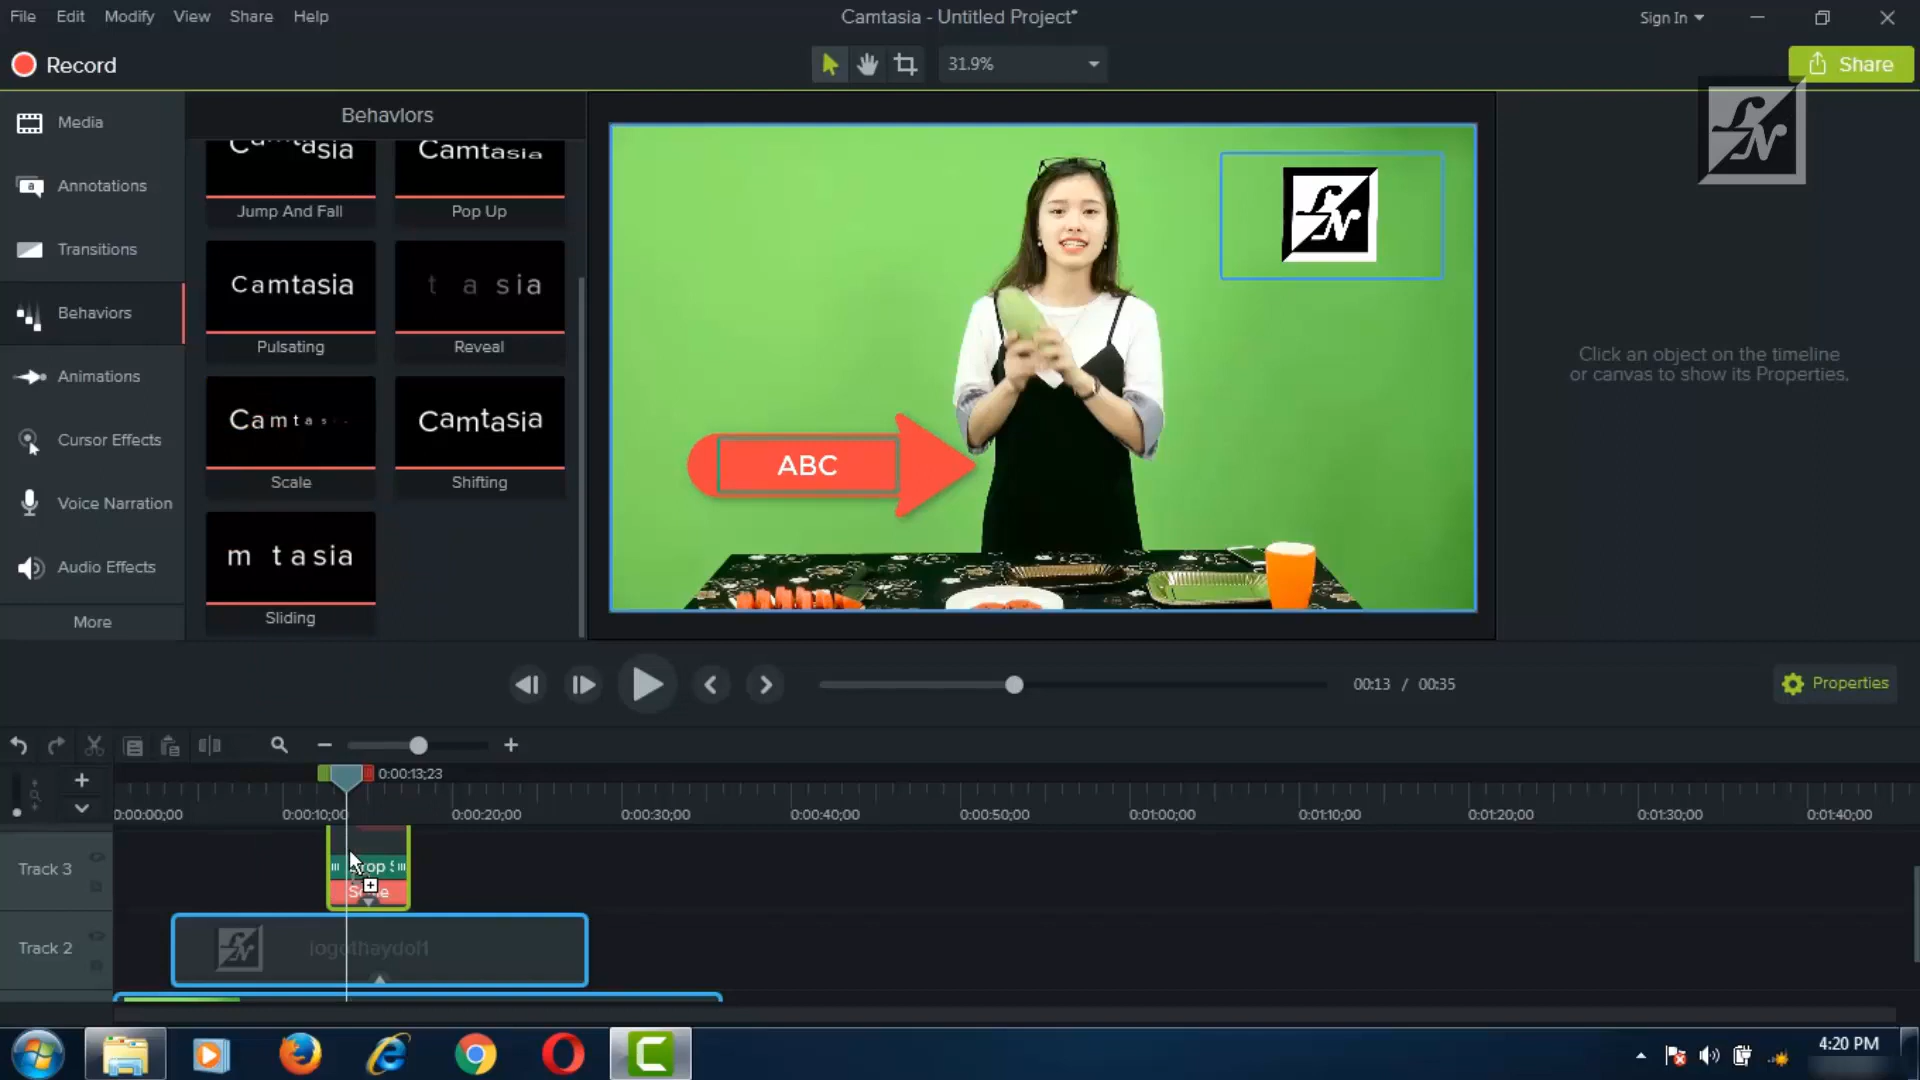 File Edit Modify View Share Help
Camtasia - Untitled Project*
Sign In
Record
31.9%
Share
Media
Annotations
Transitions
Behaviors
Animations
Cursor Effects
Voice Narration
Audio Effects
More
Behaviors
Camtasia
Jump And Fall
Camtasia
Pop Up
Camtasia
Pulsating
t a sia
Reveal
Camtas
Scale
Camtasia
Shifting
m tasia
Sliding
ABC
Click an object on the timeline
or canvas to show its Properties.
00:13 / 00:35
Properties
0:00:13;23
0:00:00;00 0:00:10;00 0:00:20;00 0:00:30;00 0:00:40;00 0:00:50;00 0:01:00;00 0:01:10;00 0:01:20;00 0:01:30;00 0:01:40;00
Track 3
Track 2
logothaydoi1
4:20 PM